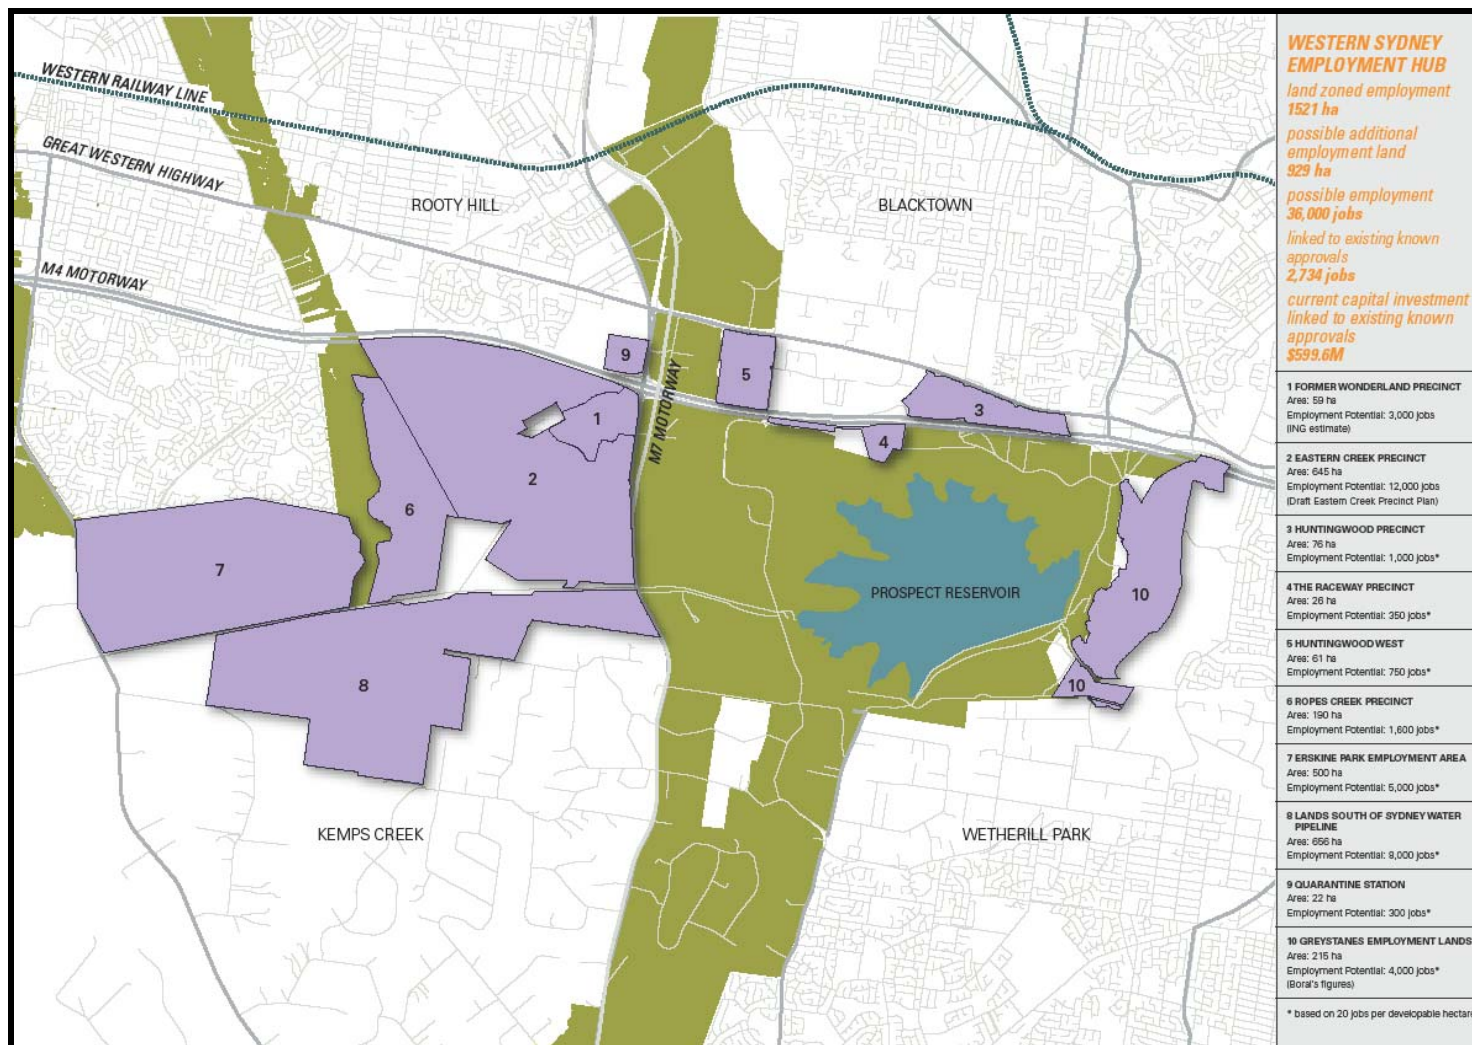 WESTERN RAILWAY LINE
GREAT WESTERN HIGHWAY
M4 MOTORWAY
ROOTY HILL
BLACKTOWN
M7 MOTORWAY
9
5
3
1
4
2
6
7
10
PROSPECT RESERVOIR
8
10
KEMPS CREEK
WETHERILL PARK
WESTERN SYDNEY
EMPLOYMENT HUB
land zoned employment
1521 ha
possible additional
employment land
929 ha
possible employment
36,000 jobs
linked to existing known
approvals
2,734 jobs
current capital investment
linked to existing known
approvals
$599.6M
1 FORMER WONDERLAND PRECINCT
Area: 59 ha
Employment Potential: 3,000 jobs
(ING estimate)
2 EASTERN CREEK PRECINCT
Area: 645 ha
Employment Potential: 12,000 jobs
(Draft Eastern Creek Precinct Plan)
3 HUNTINGWOOD PRECINCT
Area: 76 ha
Employment Potential: 1,000 jobs*
4 THE RACEWAY PRECINCT
Area: 26 ha
Employment Potential: 350 jobs*
5 HUNTINGWOOD WEST
Area: 61 ha
Employment Potential: 750 jobs*
6 ROPES CREEK PRECINCT
Area: 190 ha
Employment Potential: 1,600 jobs*
7 ERSKINE PARK EMPLOYMENT AREA
Area: 500 ha
Employment Potential: 5,000 jobs*
8 LANDS SOUTH OF SYDNEY WATER
PIPELINE
Area: 656 ha
Employment Potential: jobs*
9 QUARANTINE STATION
Area: 22 ha
Employment Potential: 300 jobs*
10 GREYSTANES EMPLOYMENT LANDS
Area: 215 ha
Employment Potential: 4,000 jobs*
(Boral's figures)
* based on 20 jobs per developable hectare